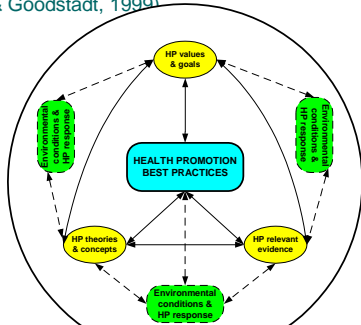 & Goodstadt, 1999)
HP values
& goals
Environmental
conditions &
HP response
Environmental
conditions &
HP response
HEALTH PROMOTION
BEST PRACTICES
HP theories
& concepts
HP relevant
evidence
Environmental
conditions &
HP response